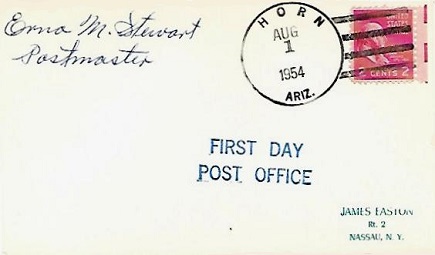 Erna M. Stewart
Postmaster
HORN
AUG
1
1954
ARIZ.
UNITED
STATES
2 CENTS 2
FIRST DAY
POST OFFICE
JAMES EASTON
Rt. 2
NASSAU, N. Y.